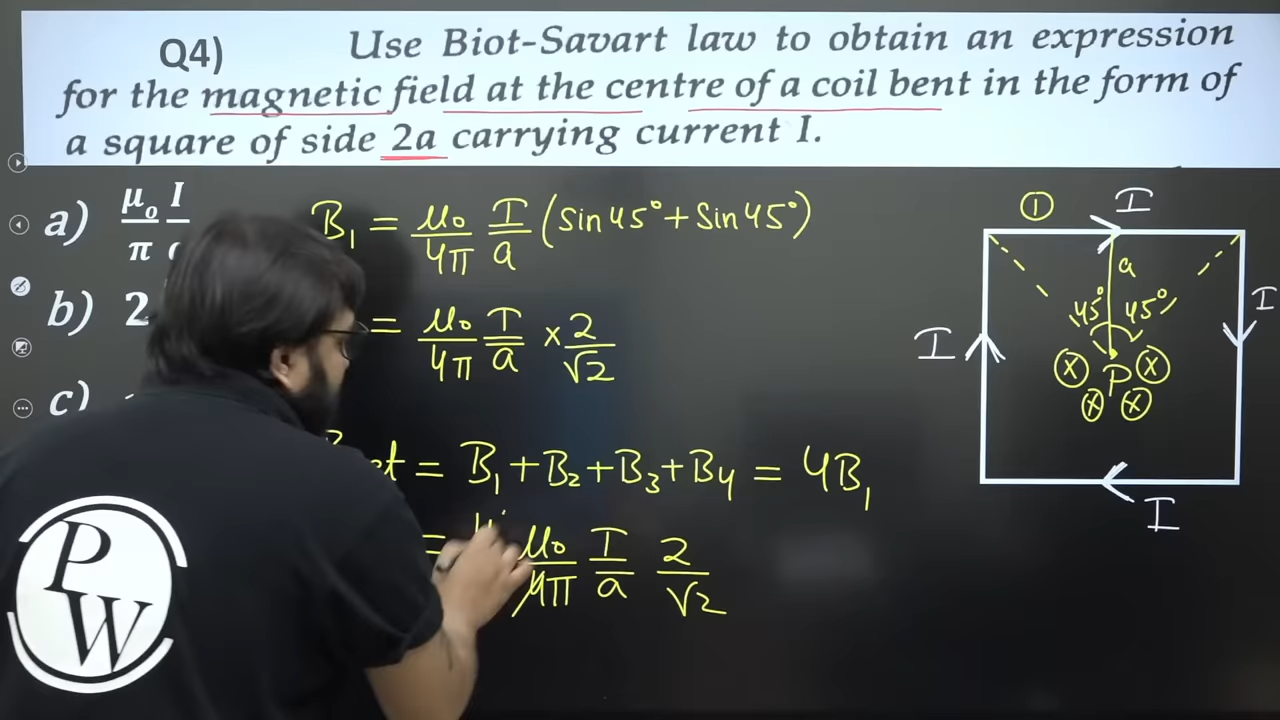 Q4) Use Biot-Savart law to obtain an expression
for the magnetic field at the centre of a coil bent in the form of
a square of side 2a carrying current I.
a) μ₀/π I/
b) 2
c)
B₁ = μ₀/4π I/a (Sin45° + Sin45°)
= μ₀/4π I/a × 2/√2
et = B₁ + B₂ + B₃ + B₄ = 4B₁
= μ₀/4π I/a 2/√2
① I
a
45° 45°
I
I
P
I
PW